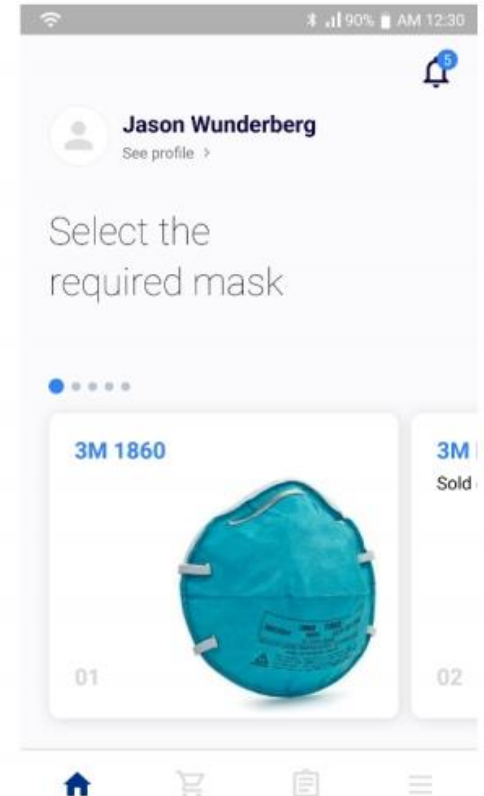 90% AM 12:30
5
Jason Wunderberg
See profile >
Select the
required mask
3M 1860
01
3M
Sold
02